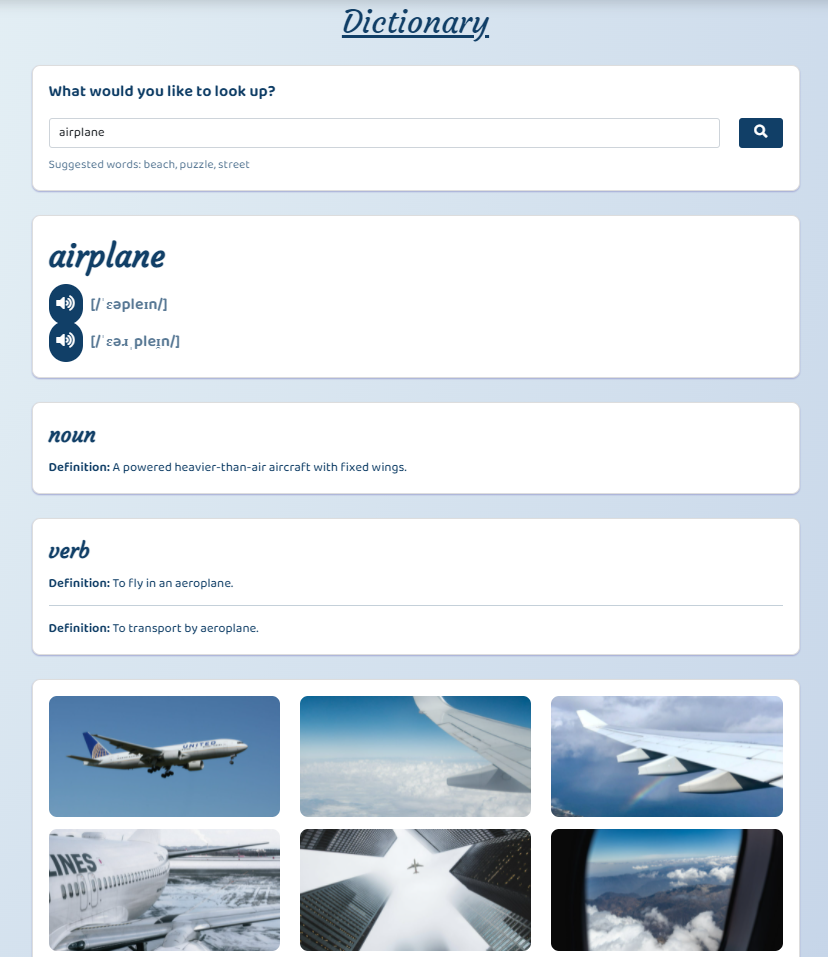 Dictionary
What would you like to look up?
airplane
Suggested words: beach, puzzle, street
airplane
[/ˈɛəpleɪn/]
[/ˈɛəɹˌpleɪ̯n/]
noun
Definition: A powered heavier-than-air aircraft with fixed wings.
verb
Definition: To fly in an aeroplane.
Definition: To transport by aeroplane.
UNITED
LINES